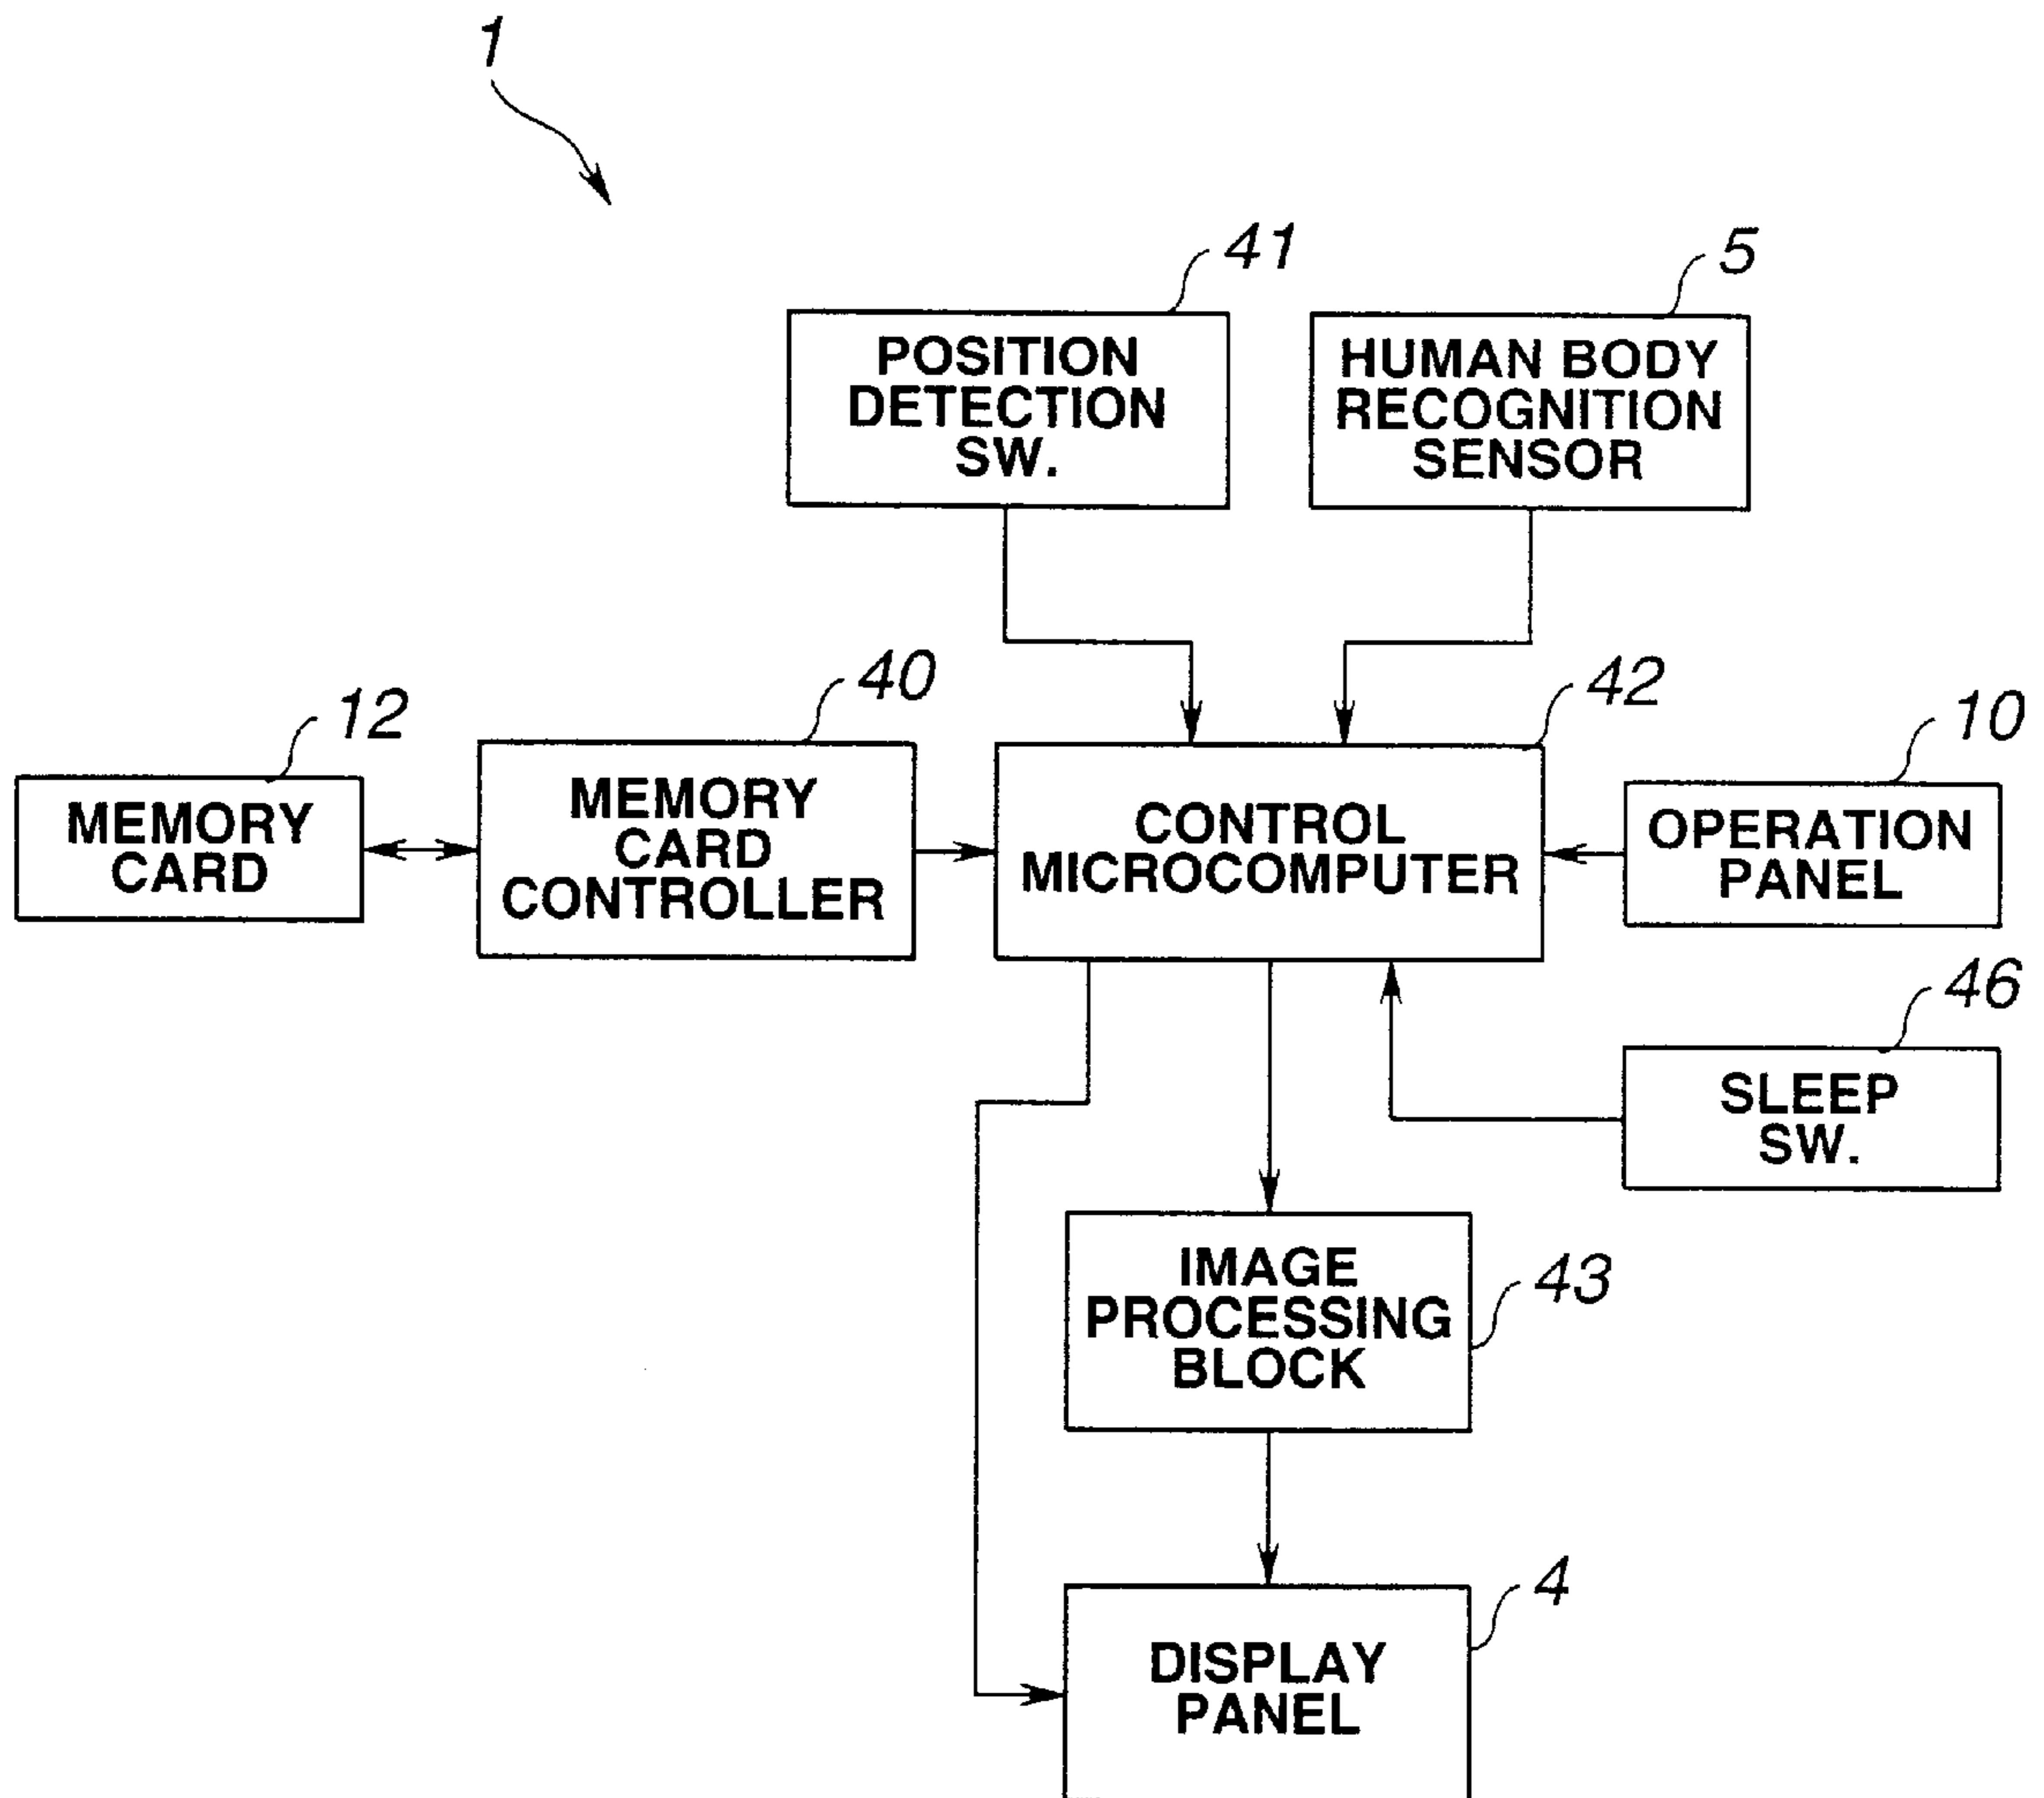 1
41
5
POSITION
DETECTION
SW.
HUMAN BODY
RECOGNITION
SENSOR
12
40
42
10
MEMORY
CARD
MEMORY
CARD
CONTROLLER
CONTROL
MICROCOMPUTER
OPERATION
PANEL
46
SLEEP
SW.
IMAGE
PROCESSING
BLOCK
43
4
DISPLAY
PANEL